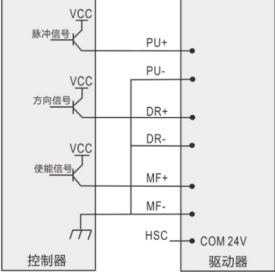 VCC
脉冲信号
PU+
PU-
VCC
方向信号
DR+
DR-
VCC
使能信号
MF+
MF-
HSC
COM 24V
控制器
驱动器